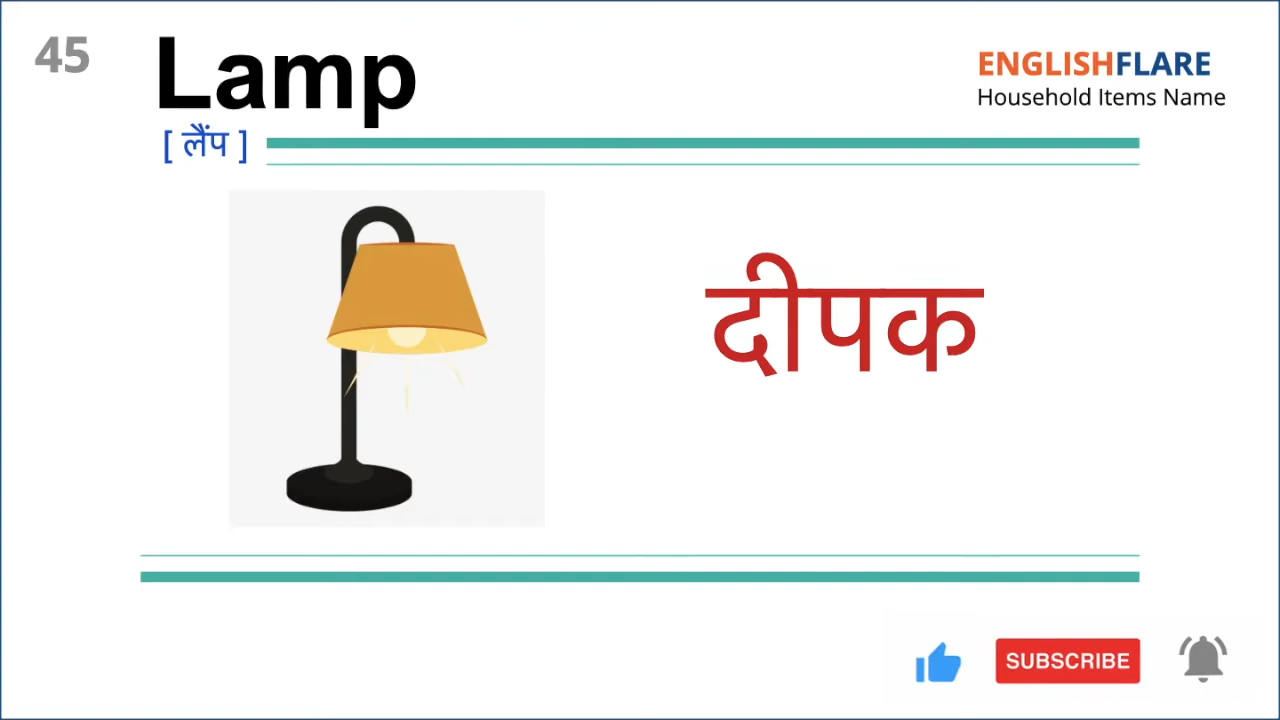 45
Lamp
[ लैंप ]
ENGLISHFLARE
Household Items Name
दीपक
SUBSCRIBE